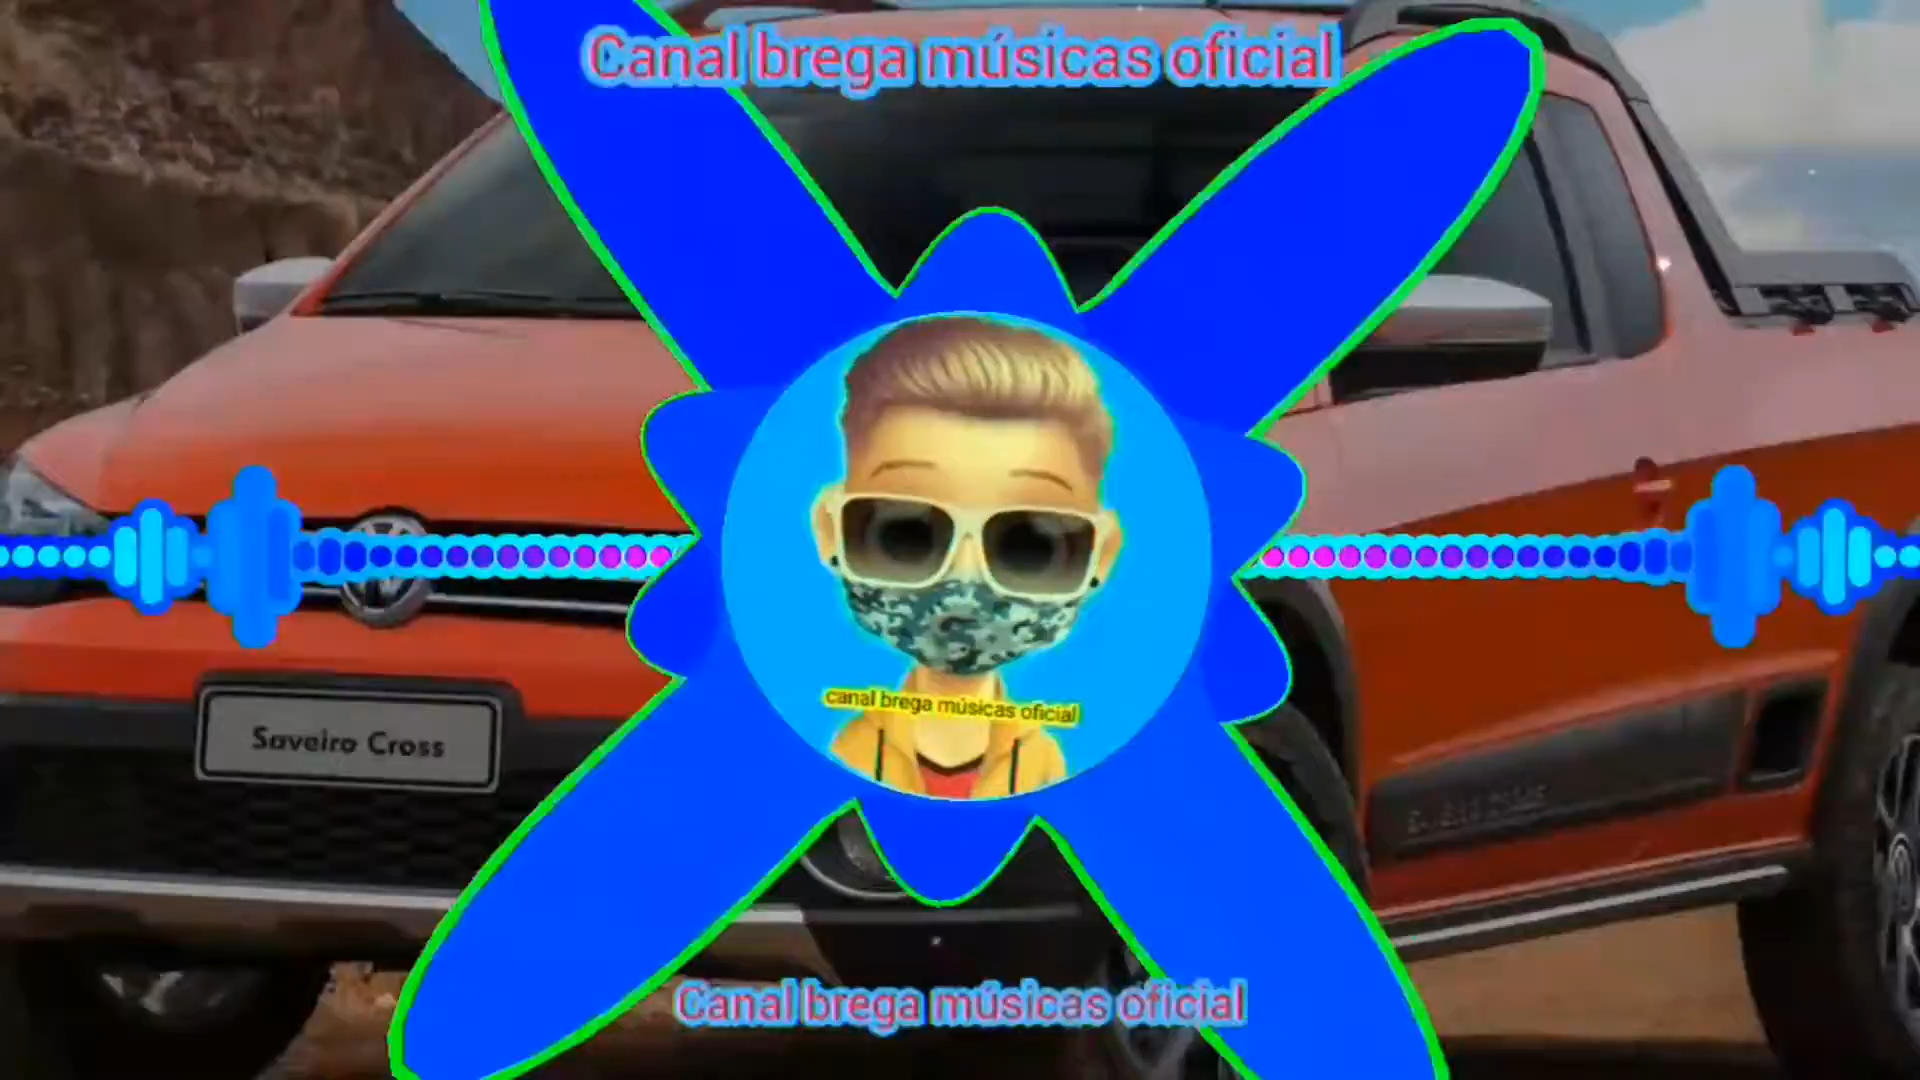 Canal brega músicas oficial
canal brega músicas oficial
Saveiro Cross
Canal brega músicas oficial